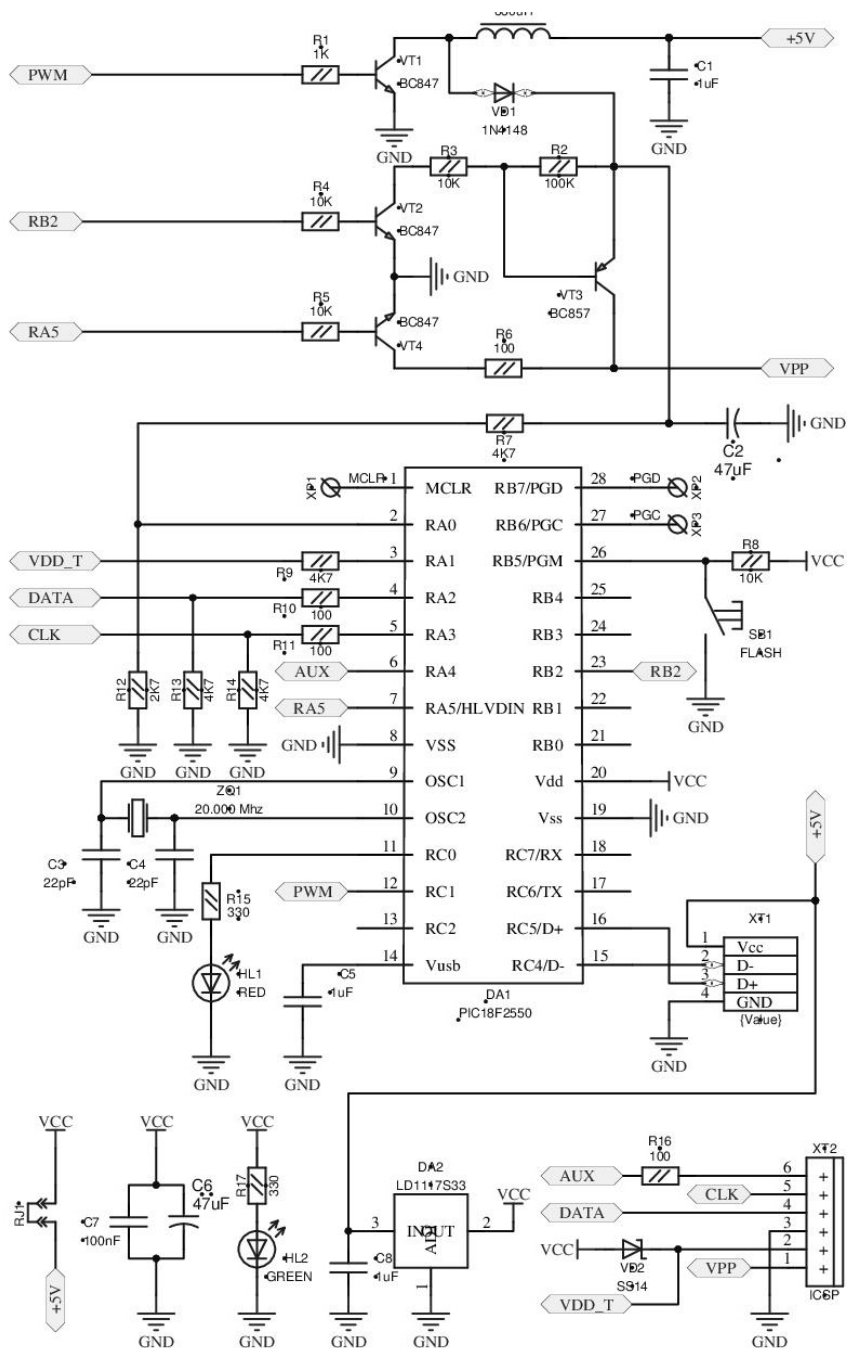 R1
1K
+5V
PWM
VT1
BC847
C1
1uF
VD1
1N4148
GND
GND
R3
10K
R2
100K
R4
10K
RB2
VT2
BC847
GND
VT3
BC857
R5
10K
RA5
BC847
VT4
R6
100
VPP
R7
4K7
C2
47uF
GND
XP1
MCLR
1
MCLR
RB7/PGD
28
PGD
XP2
2
RA0
RB6/PGC
27
PGC
XP3
VDD_T
R9
4K7
3
RA1
RB5/PGM
26
R8
10K
VCC
DATA
R10
100
4
RA2
RB4
25
CLK
R11
100
5
RA3
RB3
24
SB1
FLASH
AUX
6
RA4
RB2
23
RB2
R12
2K7
R13
4K7
R14
4K7
RA5
7
RA5/HLVDIN
RB1
22
GND
GND
8
VSS
RB0
21
GND
GND
GND
9
OSC1
Vdd
20
VCC
ZQ1
20.000 Mhz
10
OSC2
Vss
19
GND
+5V
C3
22pF
C4
22pF
11
RC0
RC7/RX
18
GND
GND
R15
330
PWM
12
RC1
RC6/TX
17
13
RC2
RC5/D+
16
14
Vusb
RC4/D-
15
XT1
1
Vcc
2
D-
3
D+
4
GND
{Value}
HL1
RED
C5
1uF
DA1
PIC18F2550
GND
GND
GND
VCC
VCC
VCC
RJ1
+5V
C7
100nF
C6
47uF
GND
R17
330
HL2
GREEN
GND
DA2
LD1117S33
3
INOUT
2
1
VCC
C8
1uF
GND
GND
R16
100
XT2
AUX
6
CLK
5
DATA
4
3
VCC
VD2
SS14
2
VPP
1
VDD_T
ICSP
GND